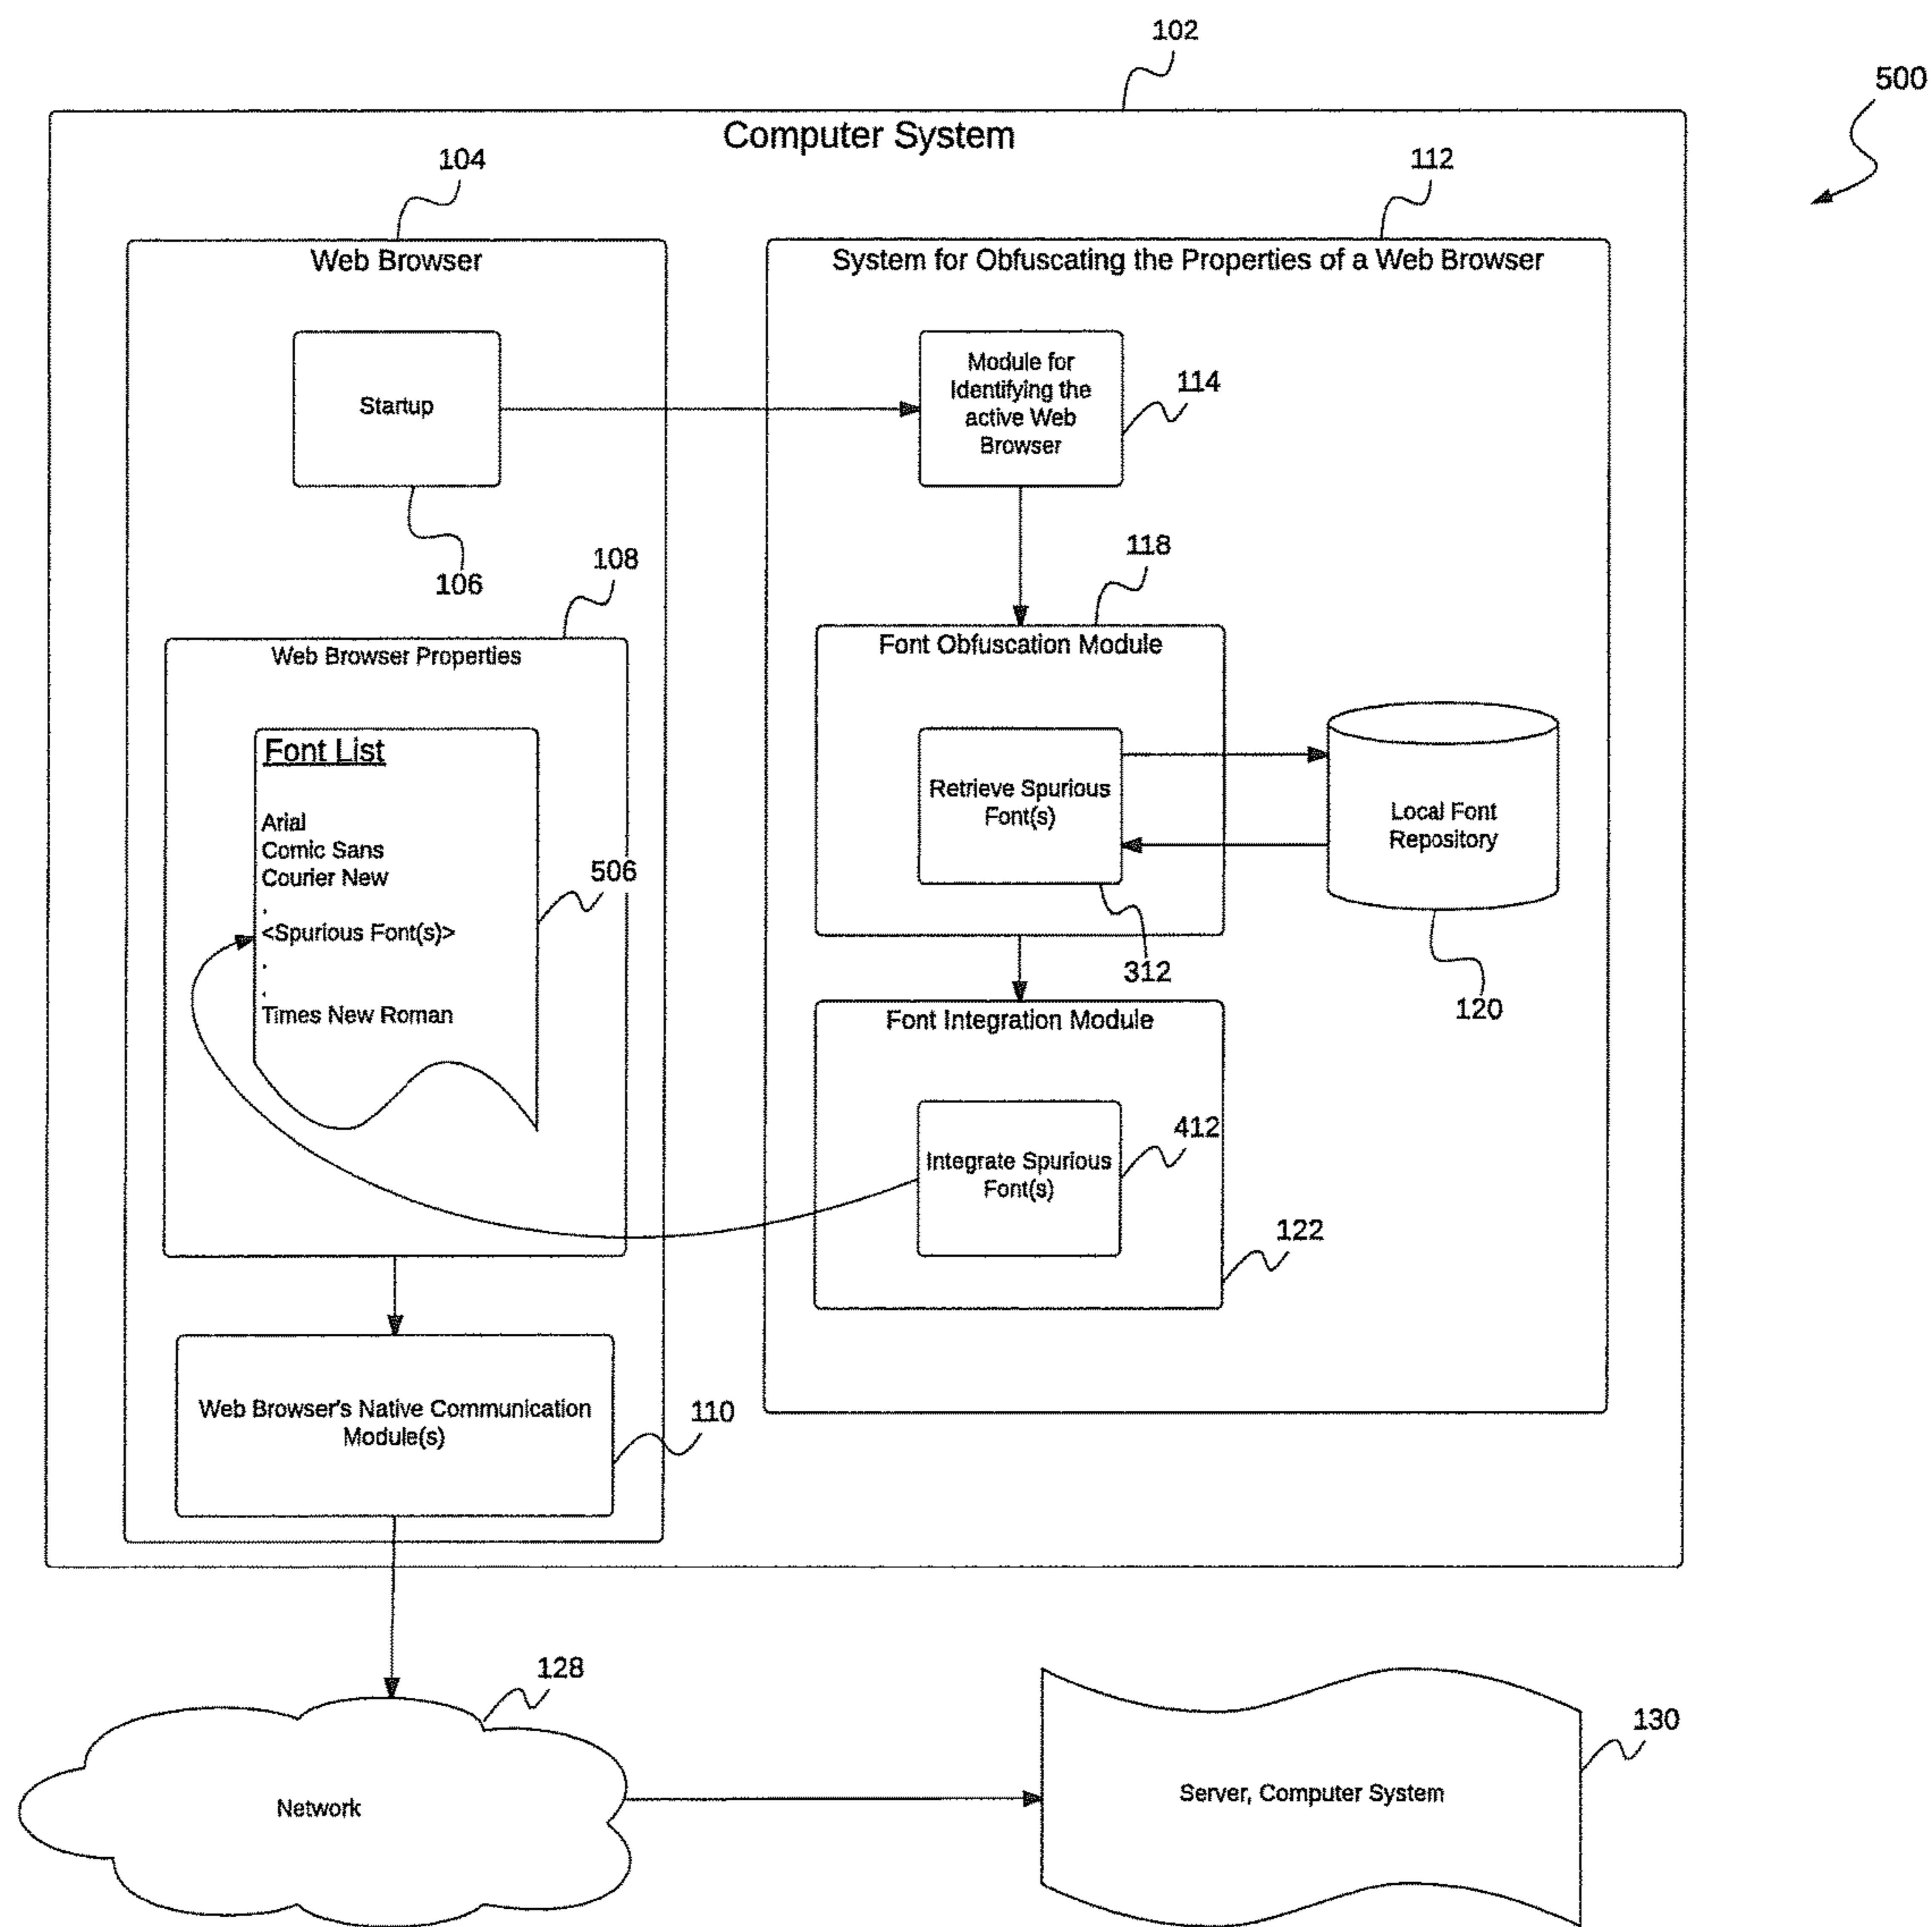 102
500
Computer System
104
112
Web Browser
System for Obfuscating the Properties of a Web Browser
Startup
Module for
Identifying the
active Web
Browser
114
106
108
118
Web Browser Properties
Font Obfuscation Module
Font List
Arial
Comic Sans
Courier New
.
<Spurious Font(s)>
.
.
Times New Roman
506
Retrieve Spurious
Font(s)
Local Font
Repository
312
120
Font Integration Module
Integrate Spurious
Font(s)
412
122
Web Browser's Native Communication
Module(s)
110
128
130
Network
Server, Computer System